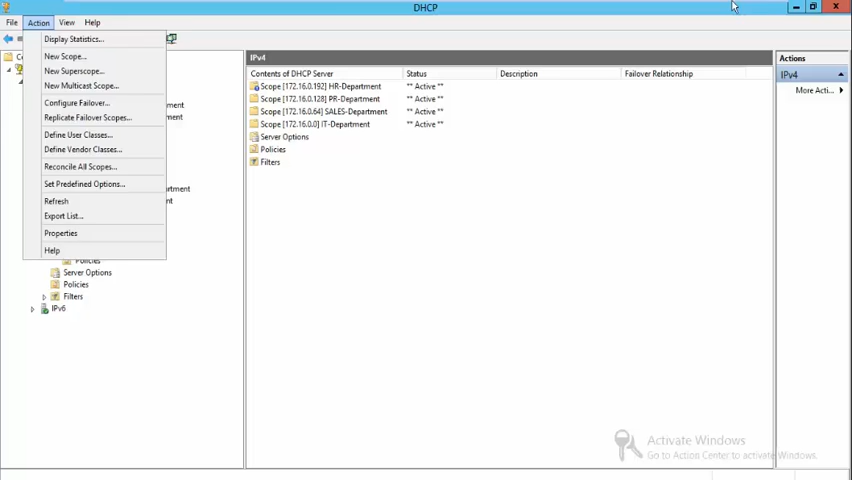 DHCP
File Action View Help
Display Statistics...
New Scope...
New Superscope...
New Multicast Scope...
Configure Failover...
Replicate Failover Scopes...
Define User Classes...
Define Vendor Classes...
Reconcile All Scopes...
Set Predefined Options...
Refresh
Export List...
Properties
Help
Server Options
Policies
Filters
IPv6
IPv4
Contents of DHCP Server Status Description Failover Relationship
Scope [172.16.0.192] HR-Department ** Active **
Scope [172.16.0.128] PR-Department ** Active **
Scope [172.16.0.64] SALES-Department ** Active **
Scope [172.16.0.0] IT-Department ** Active **
Server Options
Policies
Filters
Actions
IPv4
More Acti...
Activate Windows
Go to Action Center to activate Windows.